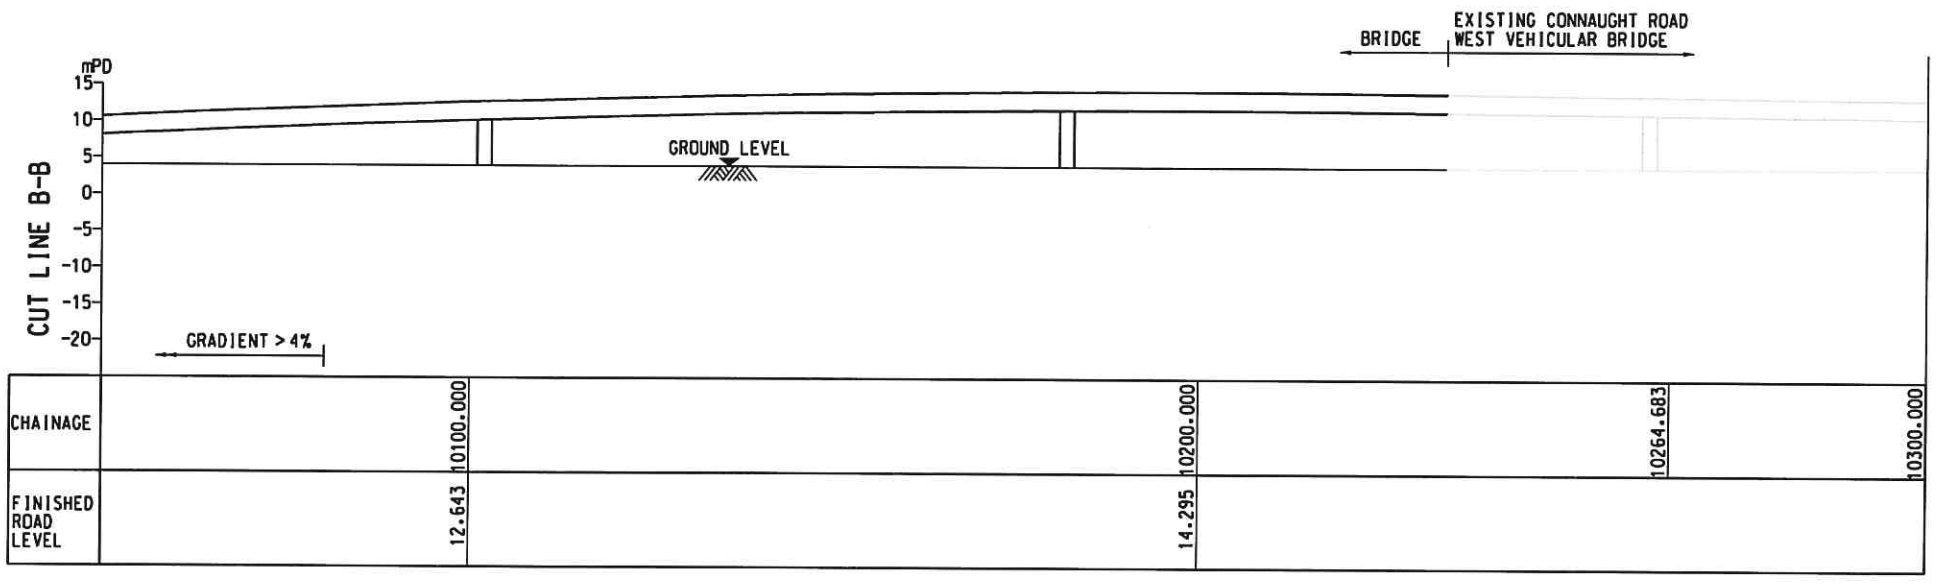 EXISTING CONNAUGHT ROAD
BRIDGE
WEST VEHICULAR BRIDGE
mPD
15
10
5
0
-5
-10
-15
-20
CUT LINE B-B
GROUND LEVEL
GRADIENT > 4%
CHAINAGE
10100.000
10200.000
10264.683
10300.000
FINISHED
ROAD
LEVEL
12.643
14.295